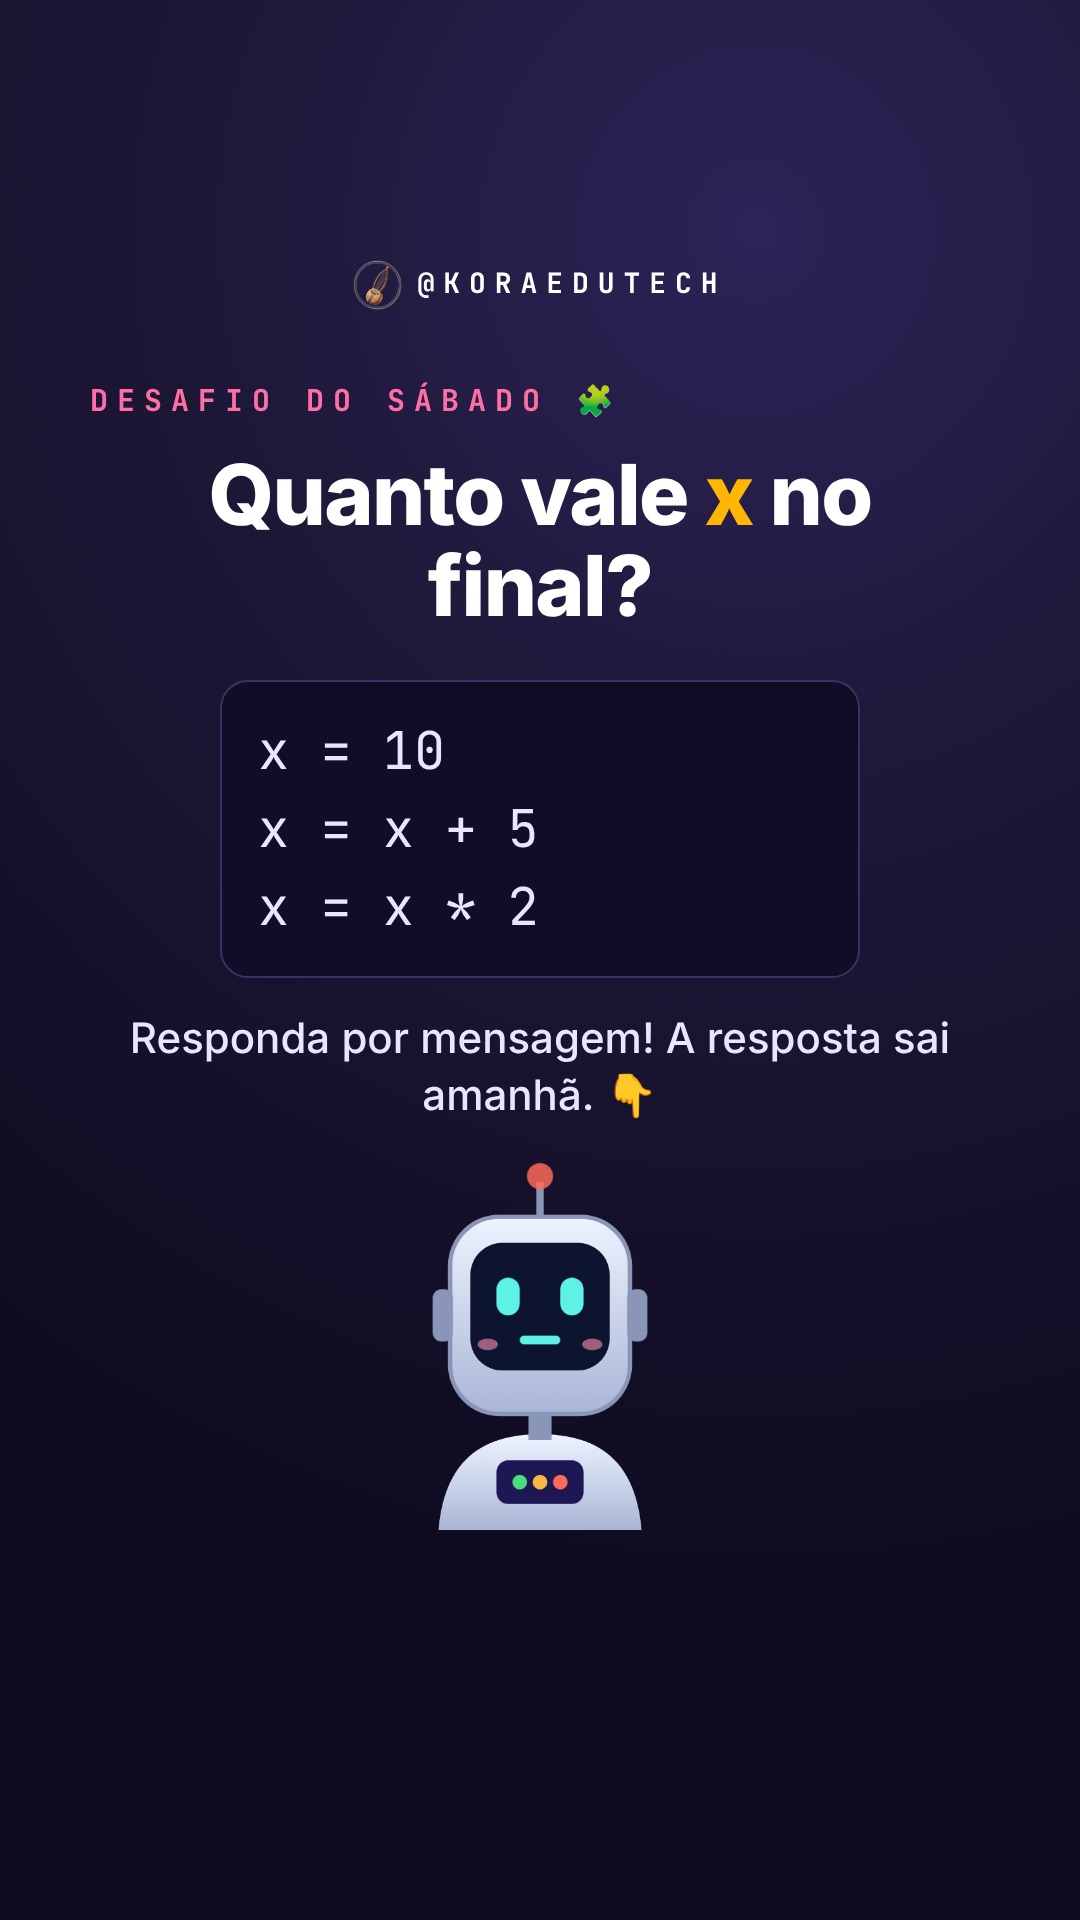 @KORAEDUTECH
DESAFIO DO SÁBADO 🧩
Quanto vale x no
final?
x = 10
x = x + 5
x = x * 2
Responda por mensagem! A resposta sai
amanhã. 👇